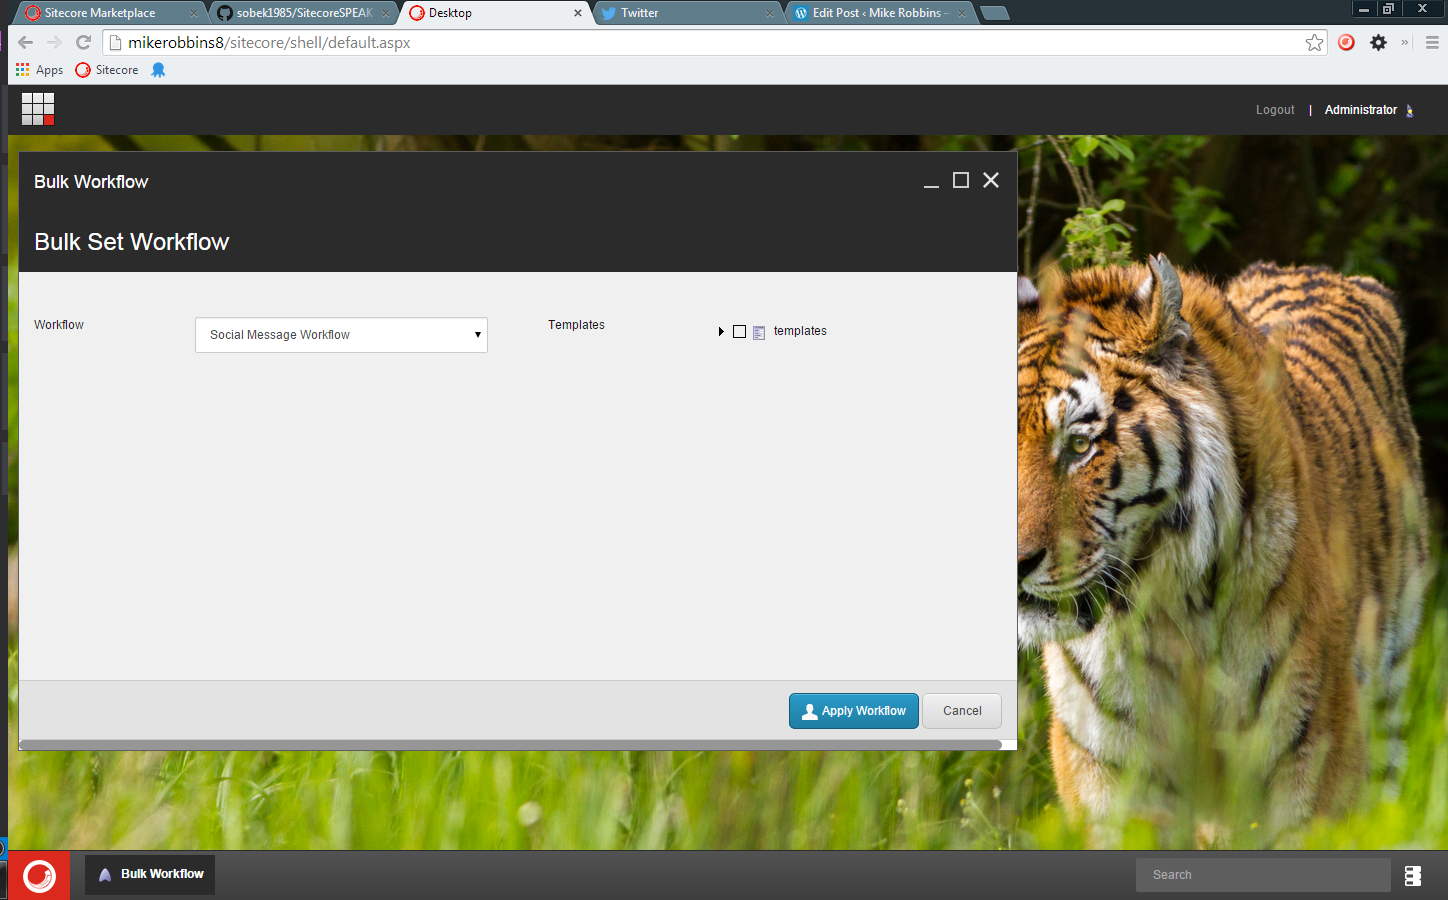 Sitecore Marketplace
sobek1985/SitecoreSPEAK
Desktop
Twitter
Edit Post ‹ Mike Robbins –
mikerobbins8/sitecore/shell/default.aspx
Apps
Sitecore
Logout | Administrator
Bulk Workflow
Bulk Set Workflow
Workflow
Social Message Workflow
Templates
templates
Apply Workflow
Cancel
Bulk Workflow
Search